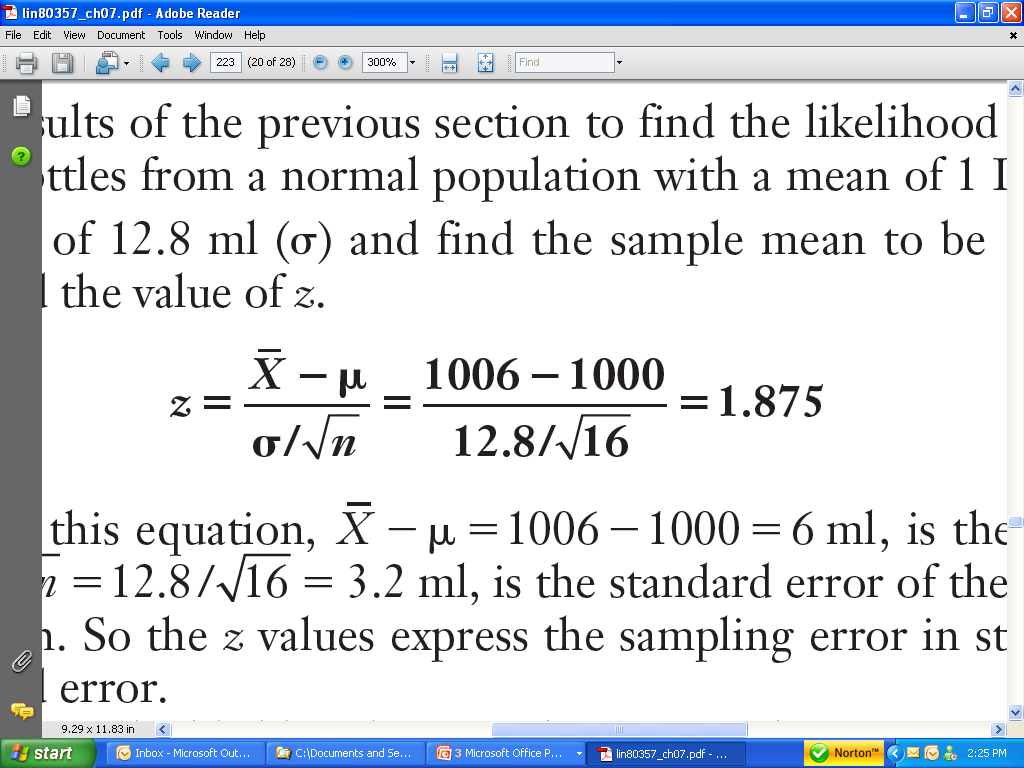 lin80357_ch07.pdf - Adobe Reader
File Edit View Document Tools Window Help
223 (20 of 28) 300% Find
sults of the previous section to find the likelihood
ttles from a normal population with a mean of 1
of 12.8 ml (σ) and find the sample mean to be
the value of z.
z = (X̄ − μ)/(σ/√n) = (1006 − 1000)/(12.8/√16) = 1.875
this equation, X̄ − μ = 1006 − 1000 = 6 ml, is the
n = 12.8/√16 = 3.2 ml, is the standard error of the
n. So the z values express the sampling error in st
error.
9.29 x 11.83 in
start Inbox - Microsoft Out... C:\Documents and Se... 3 Microsoft Office P... lin80357_ch07.pdf - ... Norton™ 2:25 PM